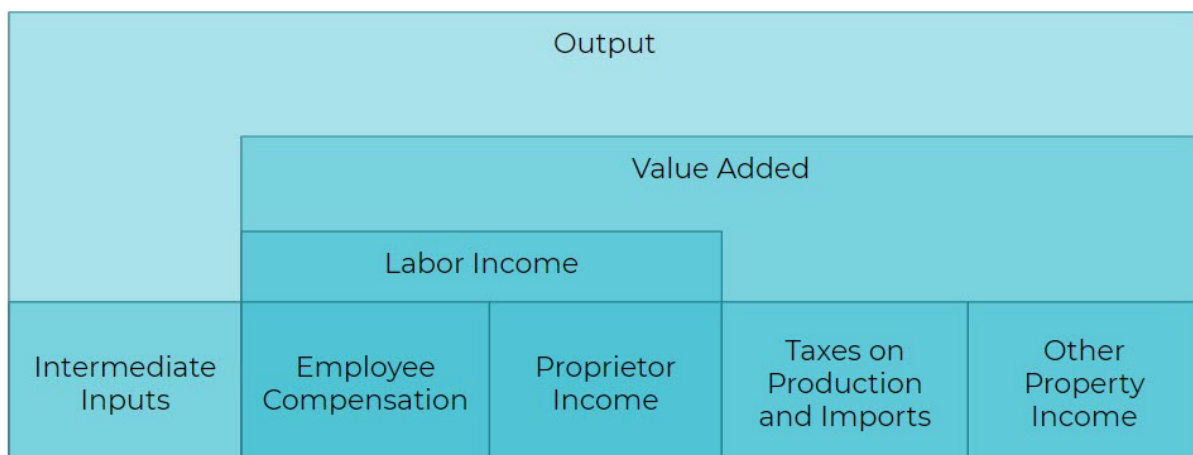 Output
Value Added
Labor Income
Intermediate
Inputs
Employee
Compensation
Proprietor
Income
Taxes on
Production
and Imports
Other
Property
Income